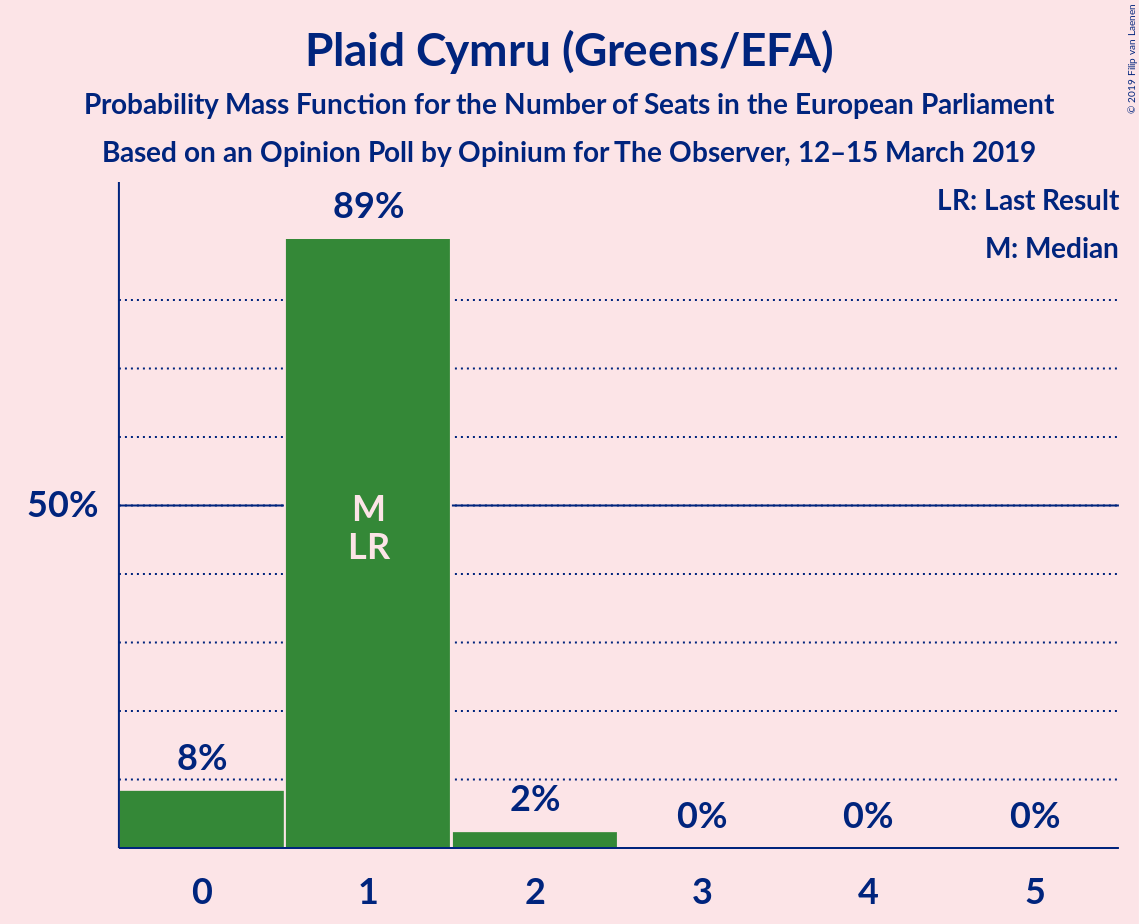 Plaid Cymru (Greens/EFA)
Probability Mass Function for the Number of Seats in the European Parliament
Based on an Opinion Poll by Opinium for The Observer, 12–15 March 2019
© 2019 Filip van Laenen
LR: Last Result
M: Median
89%
50%
M
LR
8%
2%
0%
0%
0%
0
1
2
3
4
5